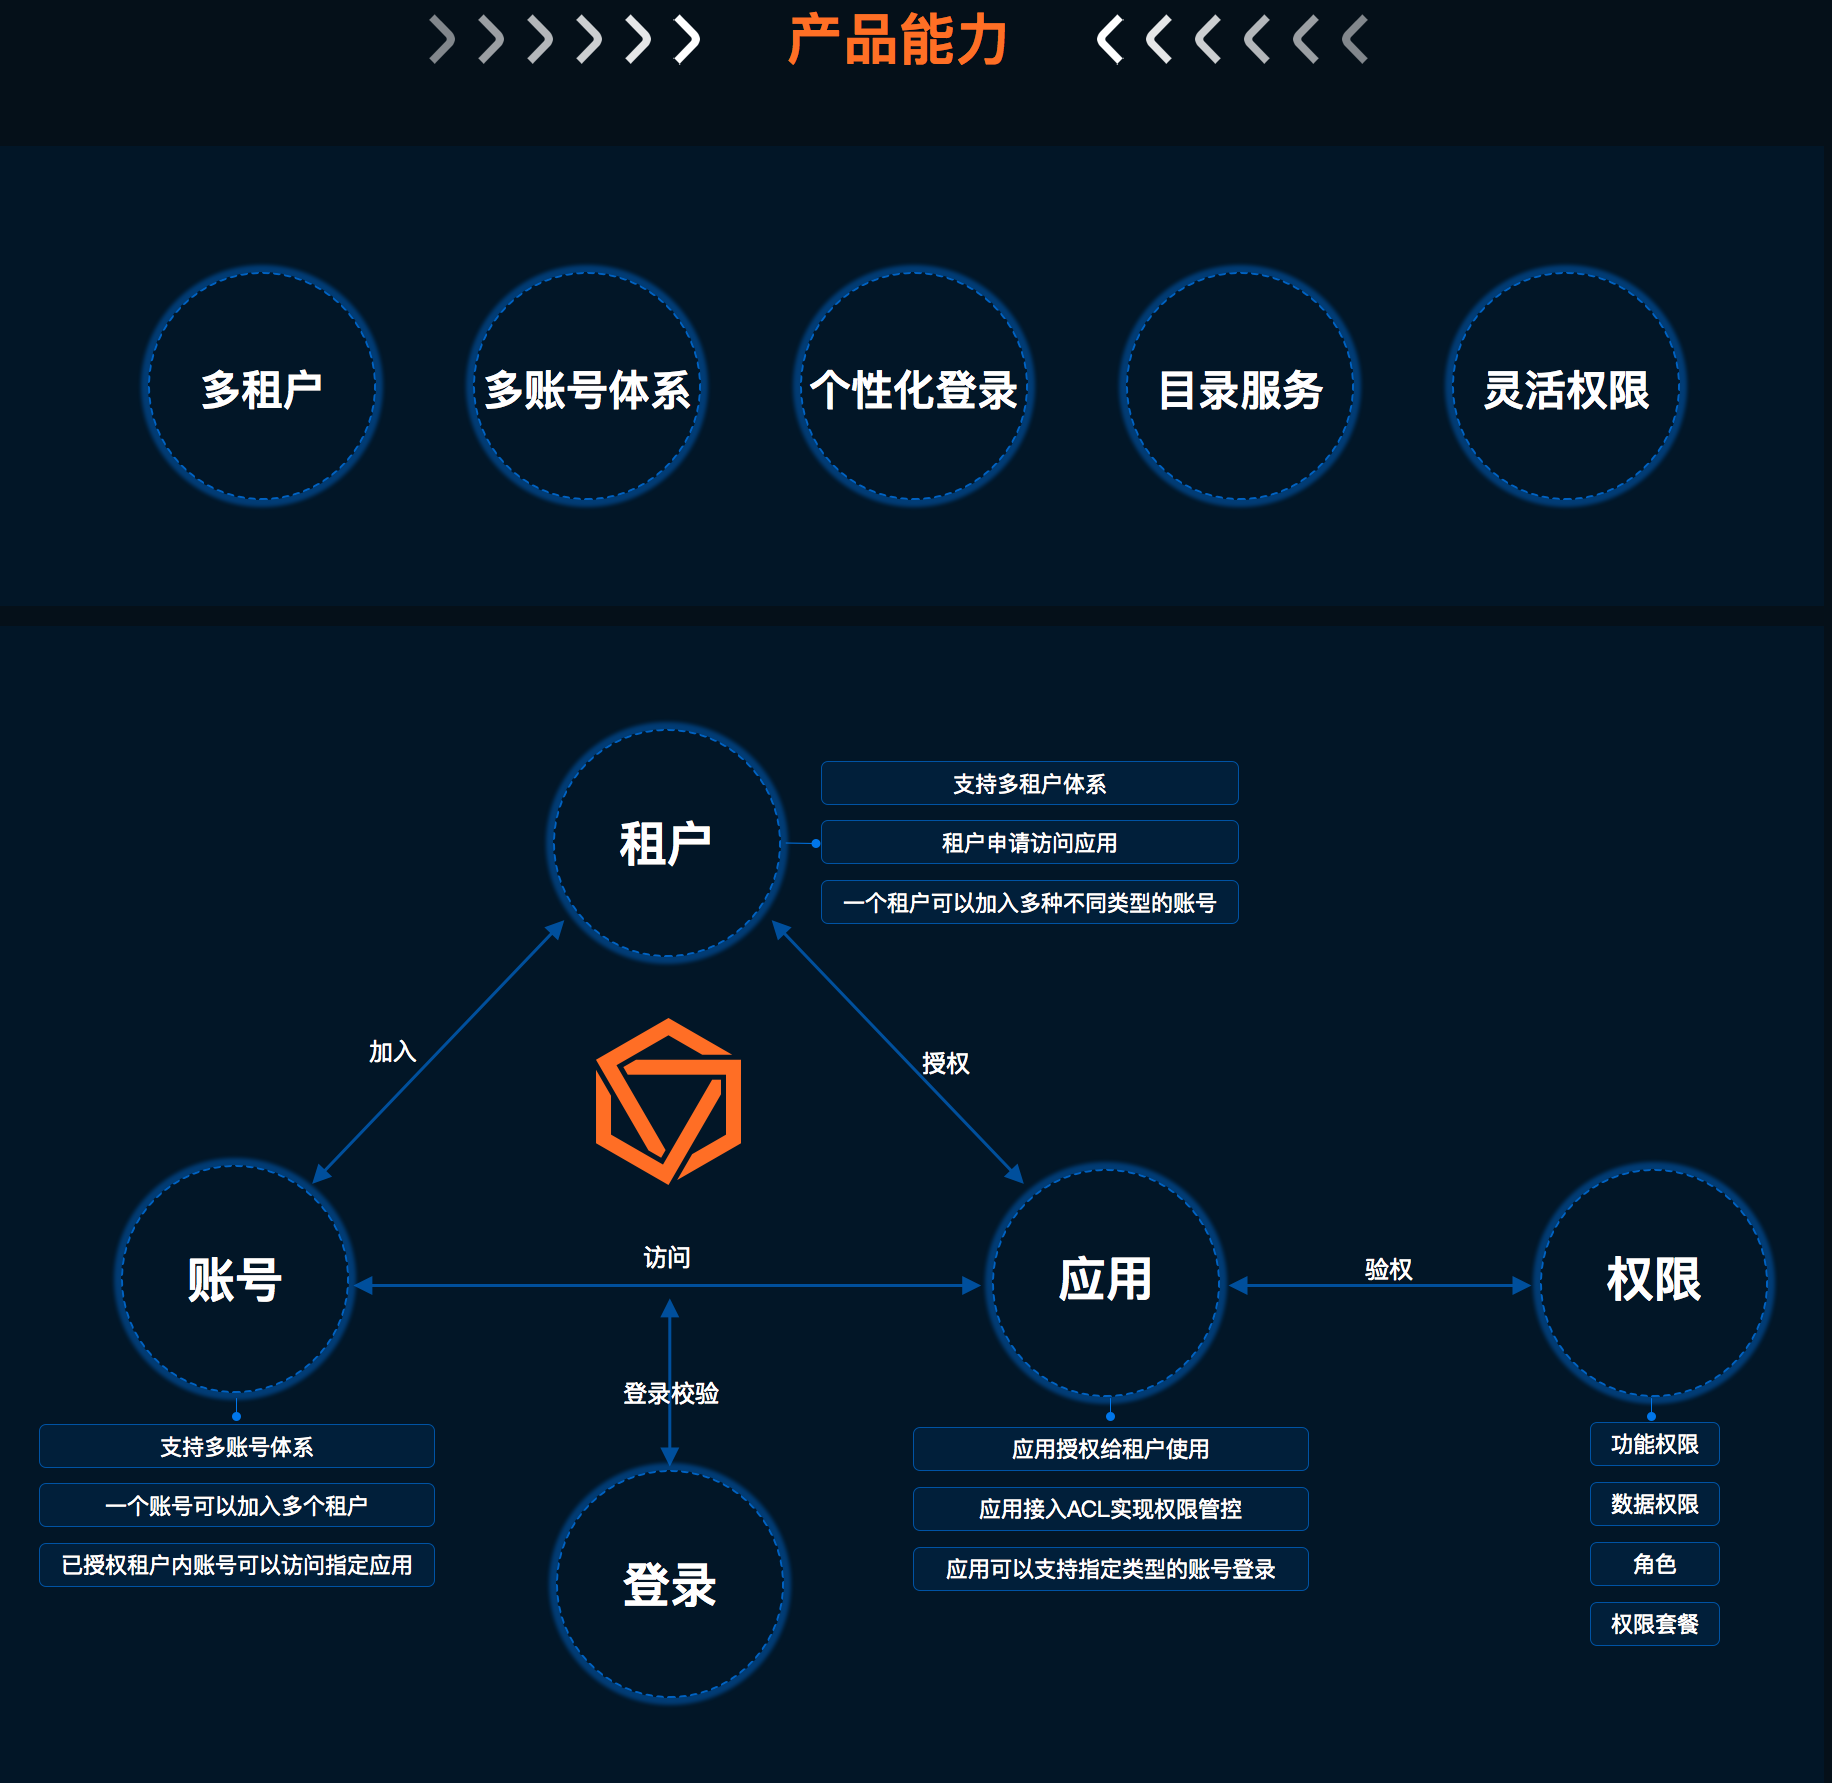 产品能力
多租户
多账号体系
个性化登录
目录服务
灵活权限
租户
支持多租户体系
租户申请访问应用
一个租户可以加入多种不同类型的账号
加入
授权
访问
账号
应用
验权
权限
登录校验
支持多账号体系
一个账号可以加入多个租户
已授权租户内账号可以访问指定应用
登录
应用授权给租户使用
应用接入ACL实现权限管控
应用可以支持指定类型的账号登录
功能权限
数据权限
角色
权限套餐